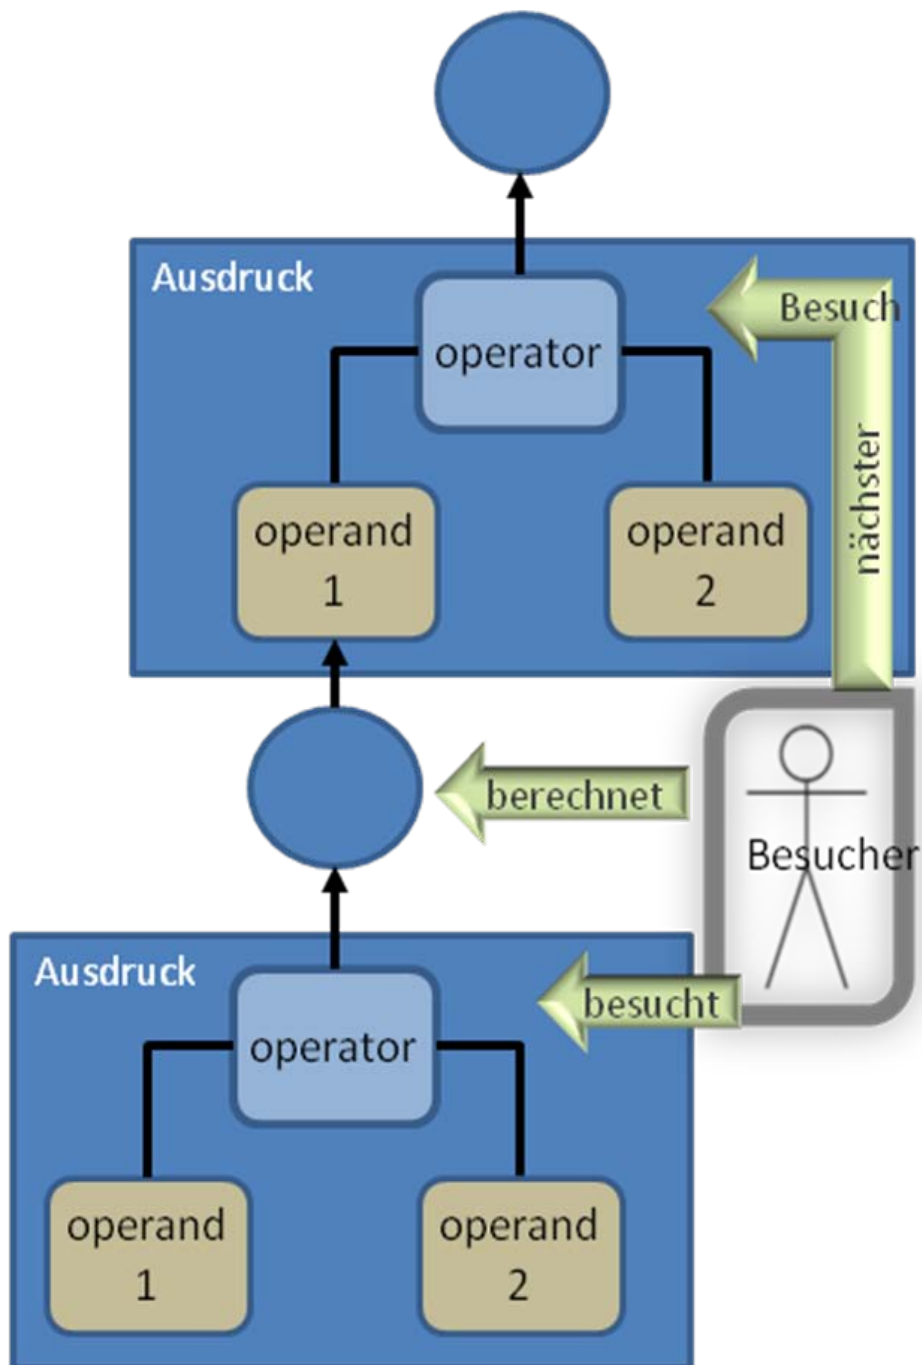 Ausdruck
Besuch
operator
nächster
operand
1
operand
2
berechnet
Besucher
Ausdruck
besucht
operator
operand
1
operand
2